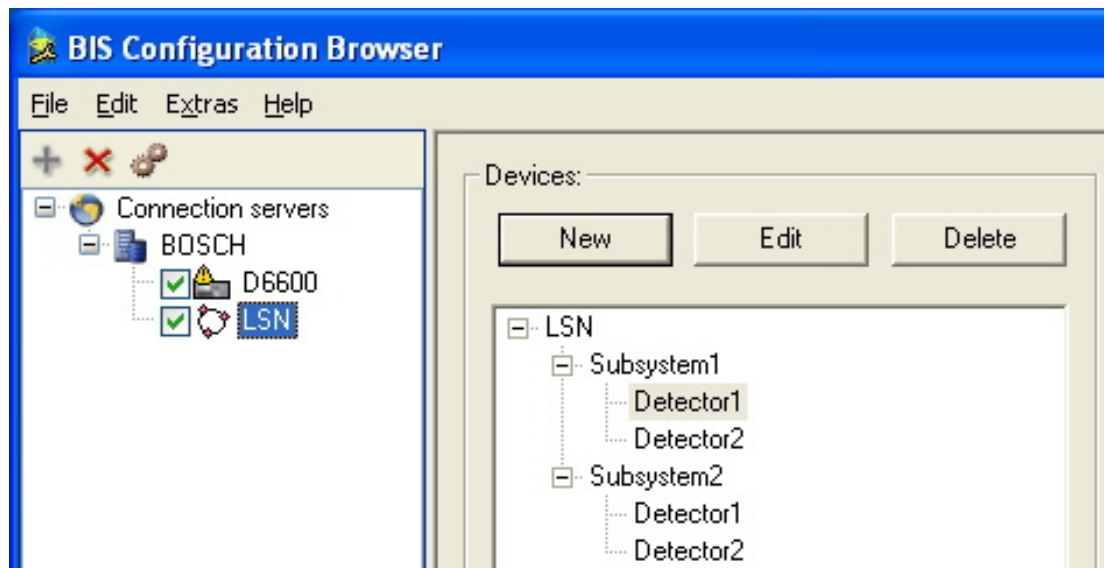 BIS Configuration Browser
File Edit Extras Help
Connection servers
BOSCH
D6600
LSN
Devices:
New Edit Delete
LSN
Subsystem1
Detector1
Detector2
Subsystem2
Detector1
Detector2